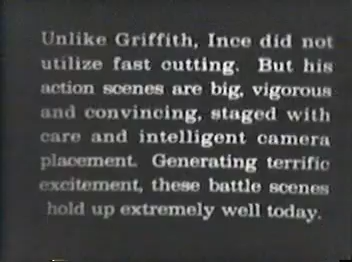 Unlike Griffith, Ince did not
utilize fast cutting. But his
action scenes are big, vigorous
and convincing, staged with
care and intelligent camera
placement. Generating terrific
excitement, these battle scenes
hold up extremely well today.